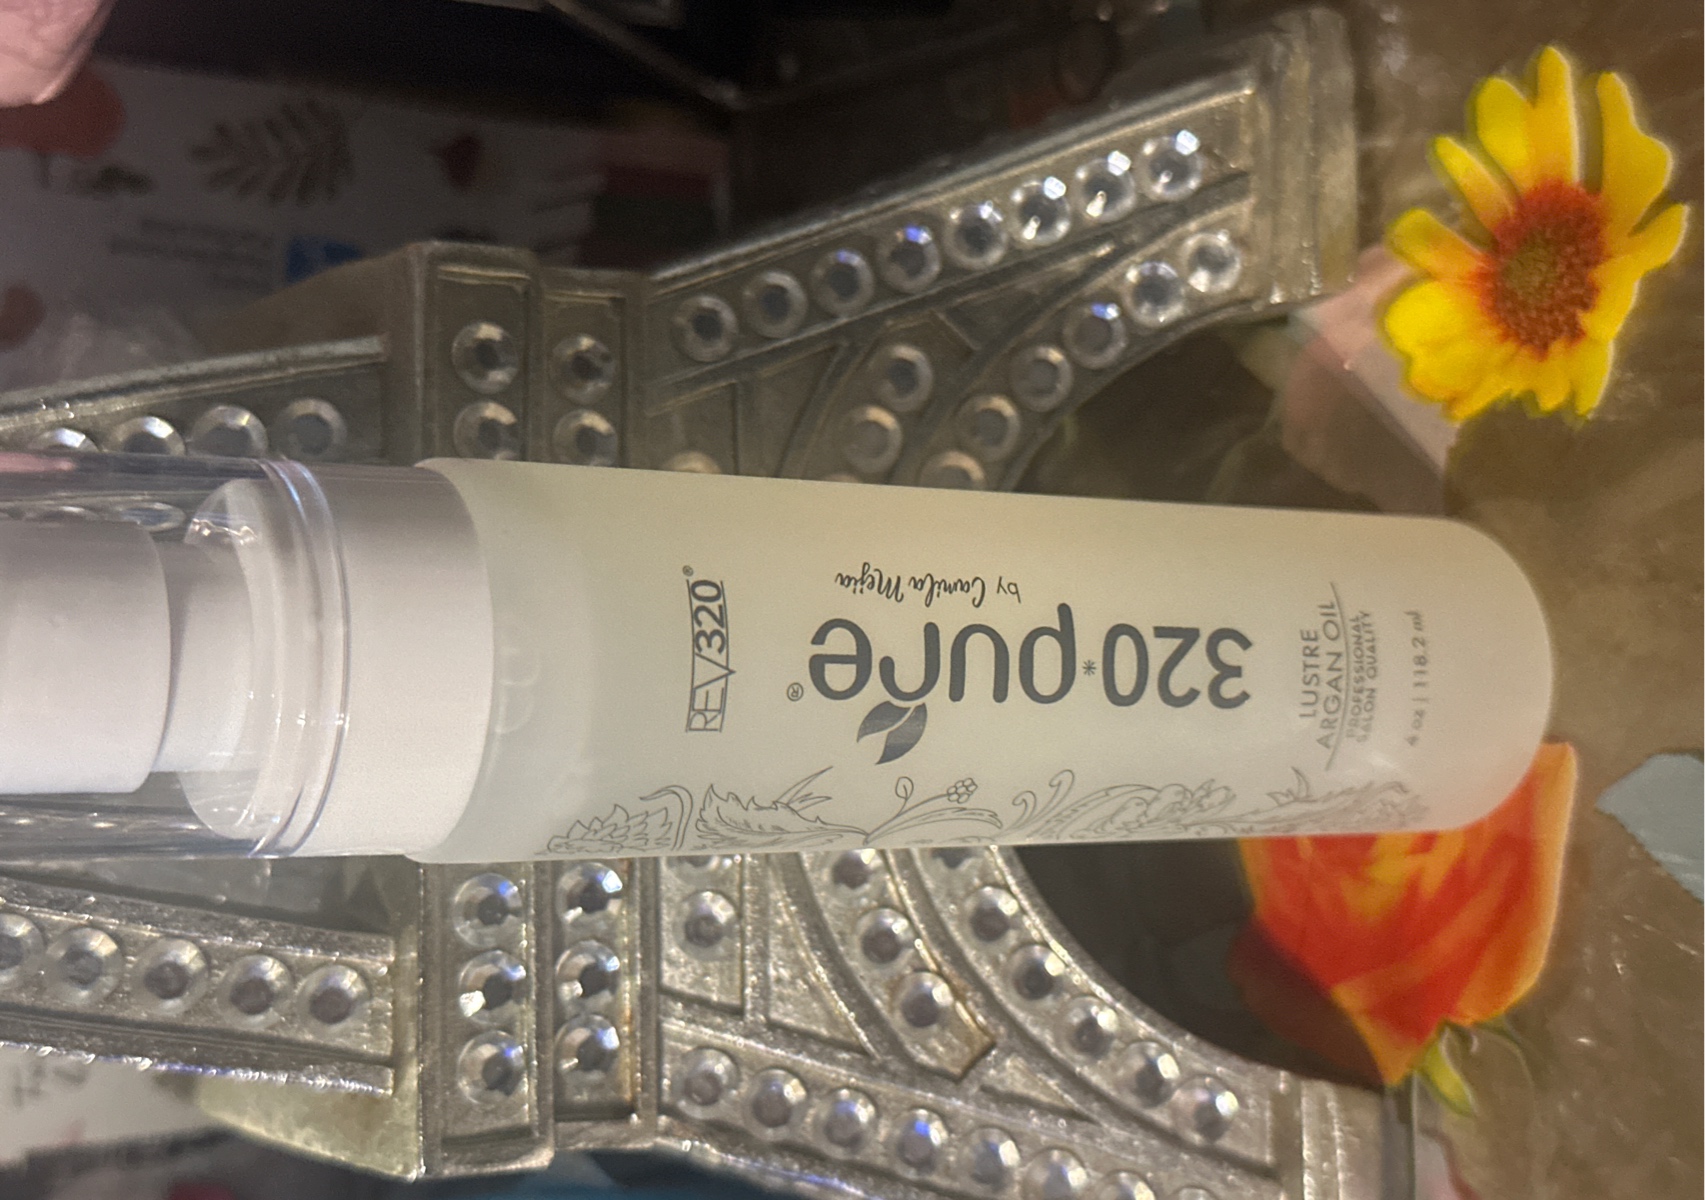 REV320®
320*pure®
by Camila Mejia
LUSTRE
ARGAN OIL
PROFESSIONAL
SALON QUALITY
4 oz | 118.2 ml